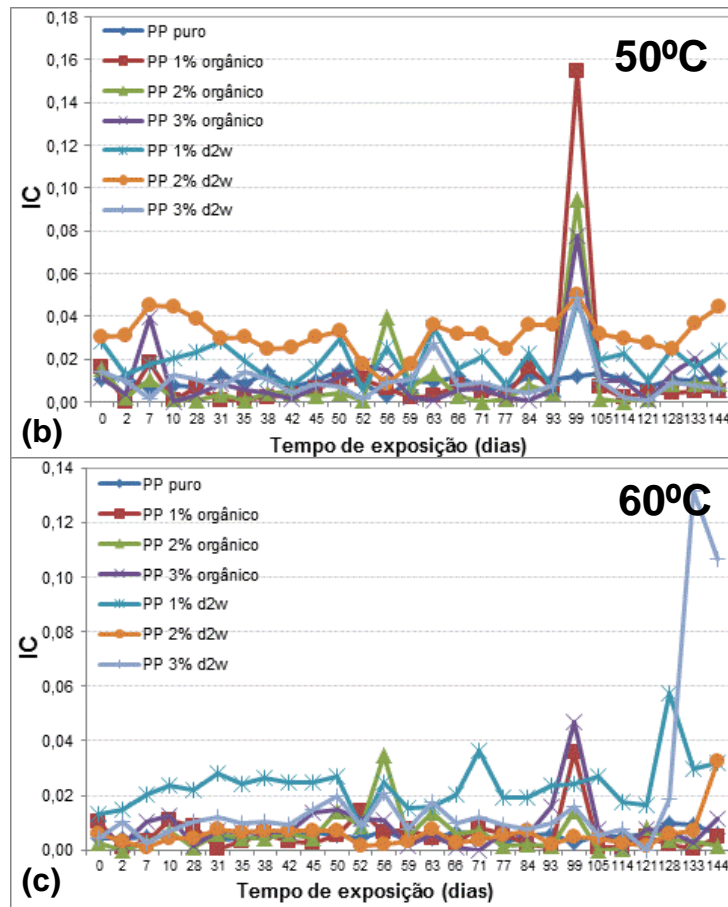 0,18
0,16
0,14
0,12
0,10
0,08
0,06
0,04
0,02
0,00
IC
PP puro
PP 1% orgânico
PP 2% orgânico
PP 3% orgânico
PP 1% d2w
PP 2% d2w
PP 3% d2w
50ºC
0 2 7 10 28 31 35 38 42 45 50 52 56 59 63 66 71 78 84 93 99 105 114 121 128 133 144
(b)
Tempo de exposição (dias)
0,14
0,12
0,10
0,08
0,06
0,04
0,02
0,00
IC
PP puro
PP 1% orgânico
PP 2% orgânico
PP 3% orgânico
PP 1% d2w
PP 2% d2w
PP 3% d2w
60ºC
0 2 7 10 28 31 35 38 42 45 50 52 56 59 63 66 71 78 84 93 99 105 114 121 128 133 144
(c)
Tempo de exposição (dias)